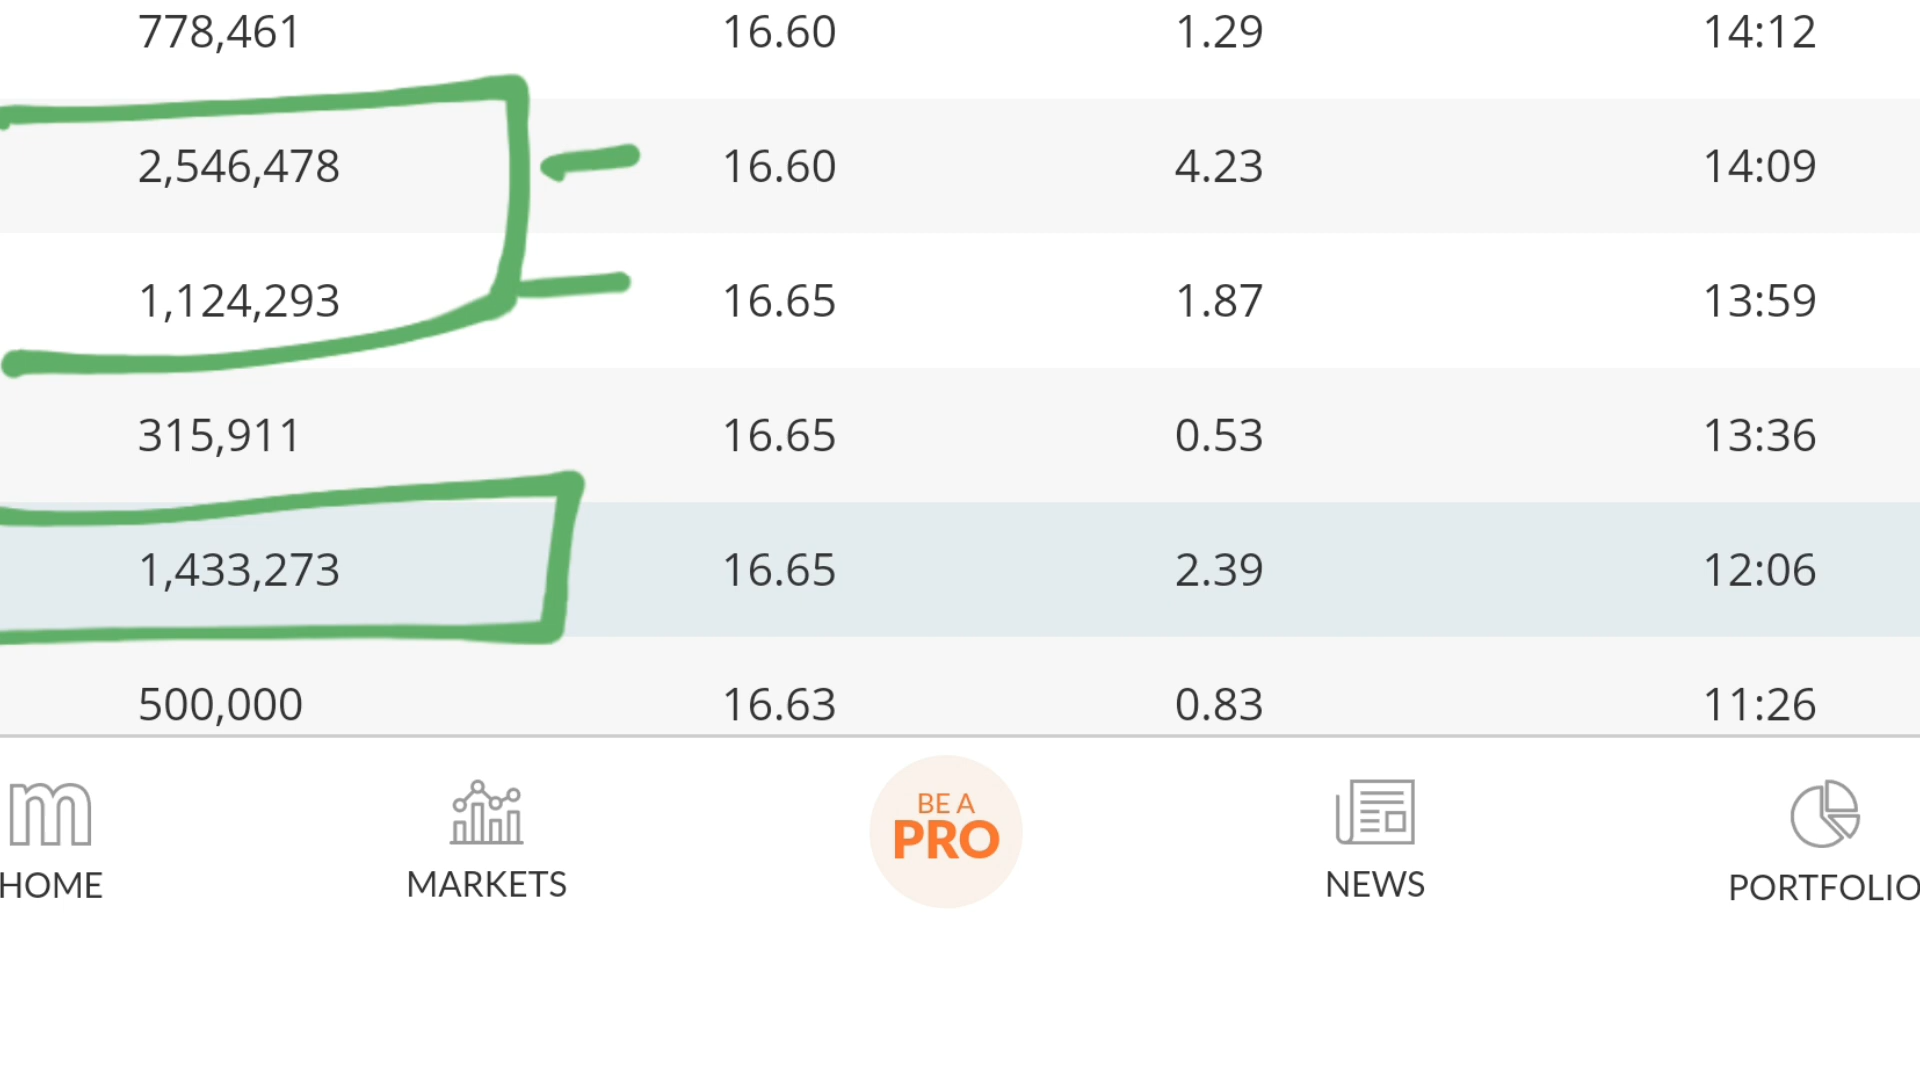 778,461 16.60 1.29 14:12
2,546,478 16.60 4.23 14:09
1,124,293 16.65 1.87 13:59
315,911 16.65 0.53 13:36
1,433,273 16.65 2.39 12:06
500,000 16.63 0.83 11:26
m
BE A
PRO
HOME MARKETS NEWS PORTFOLIO